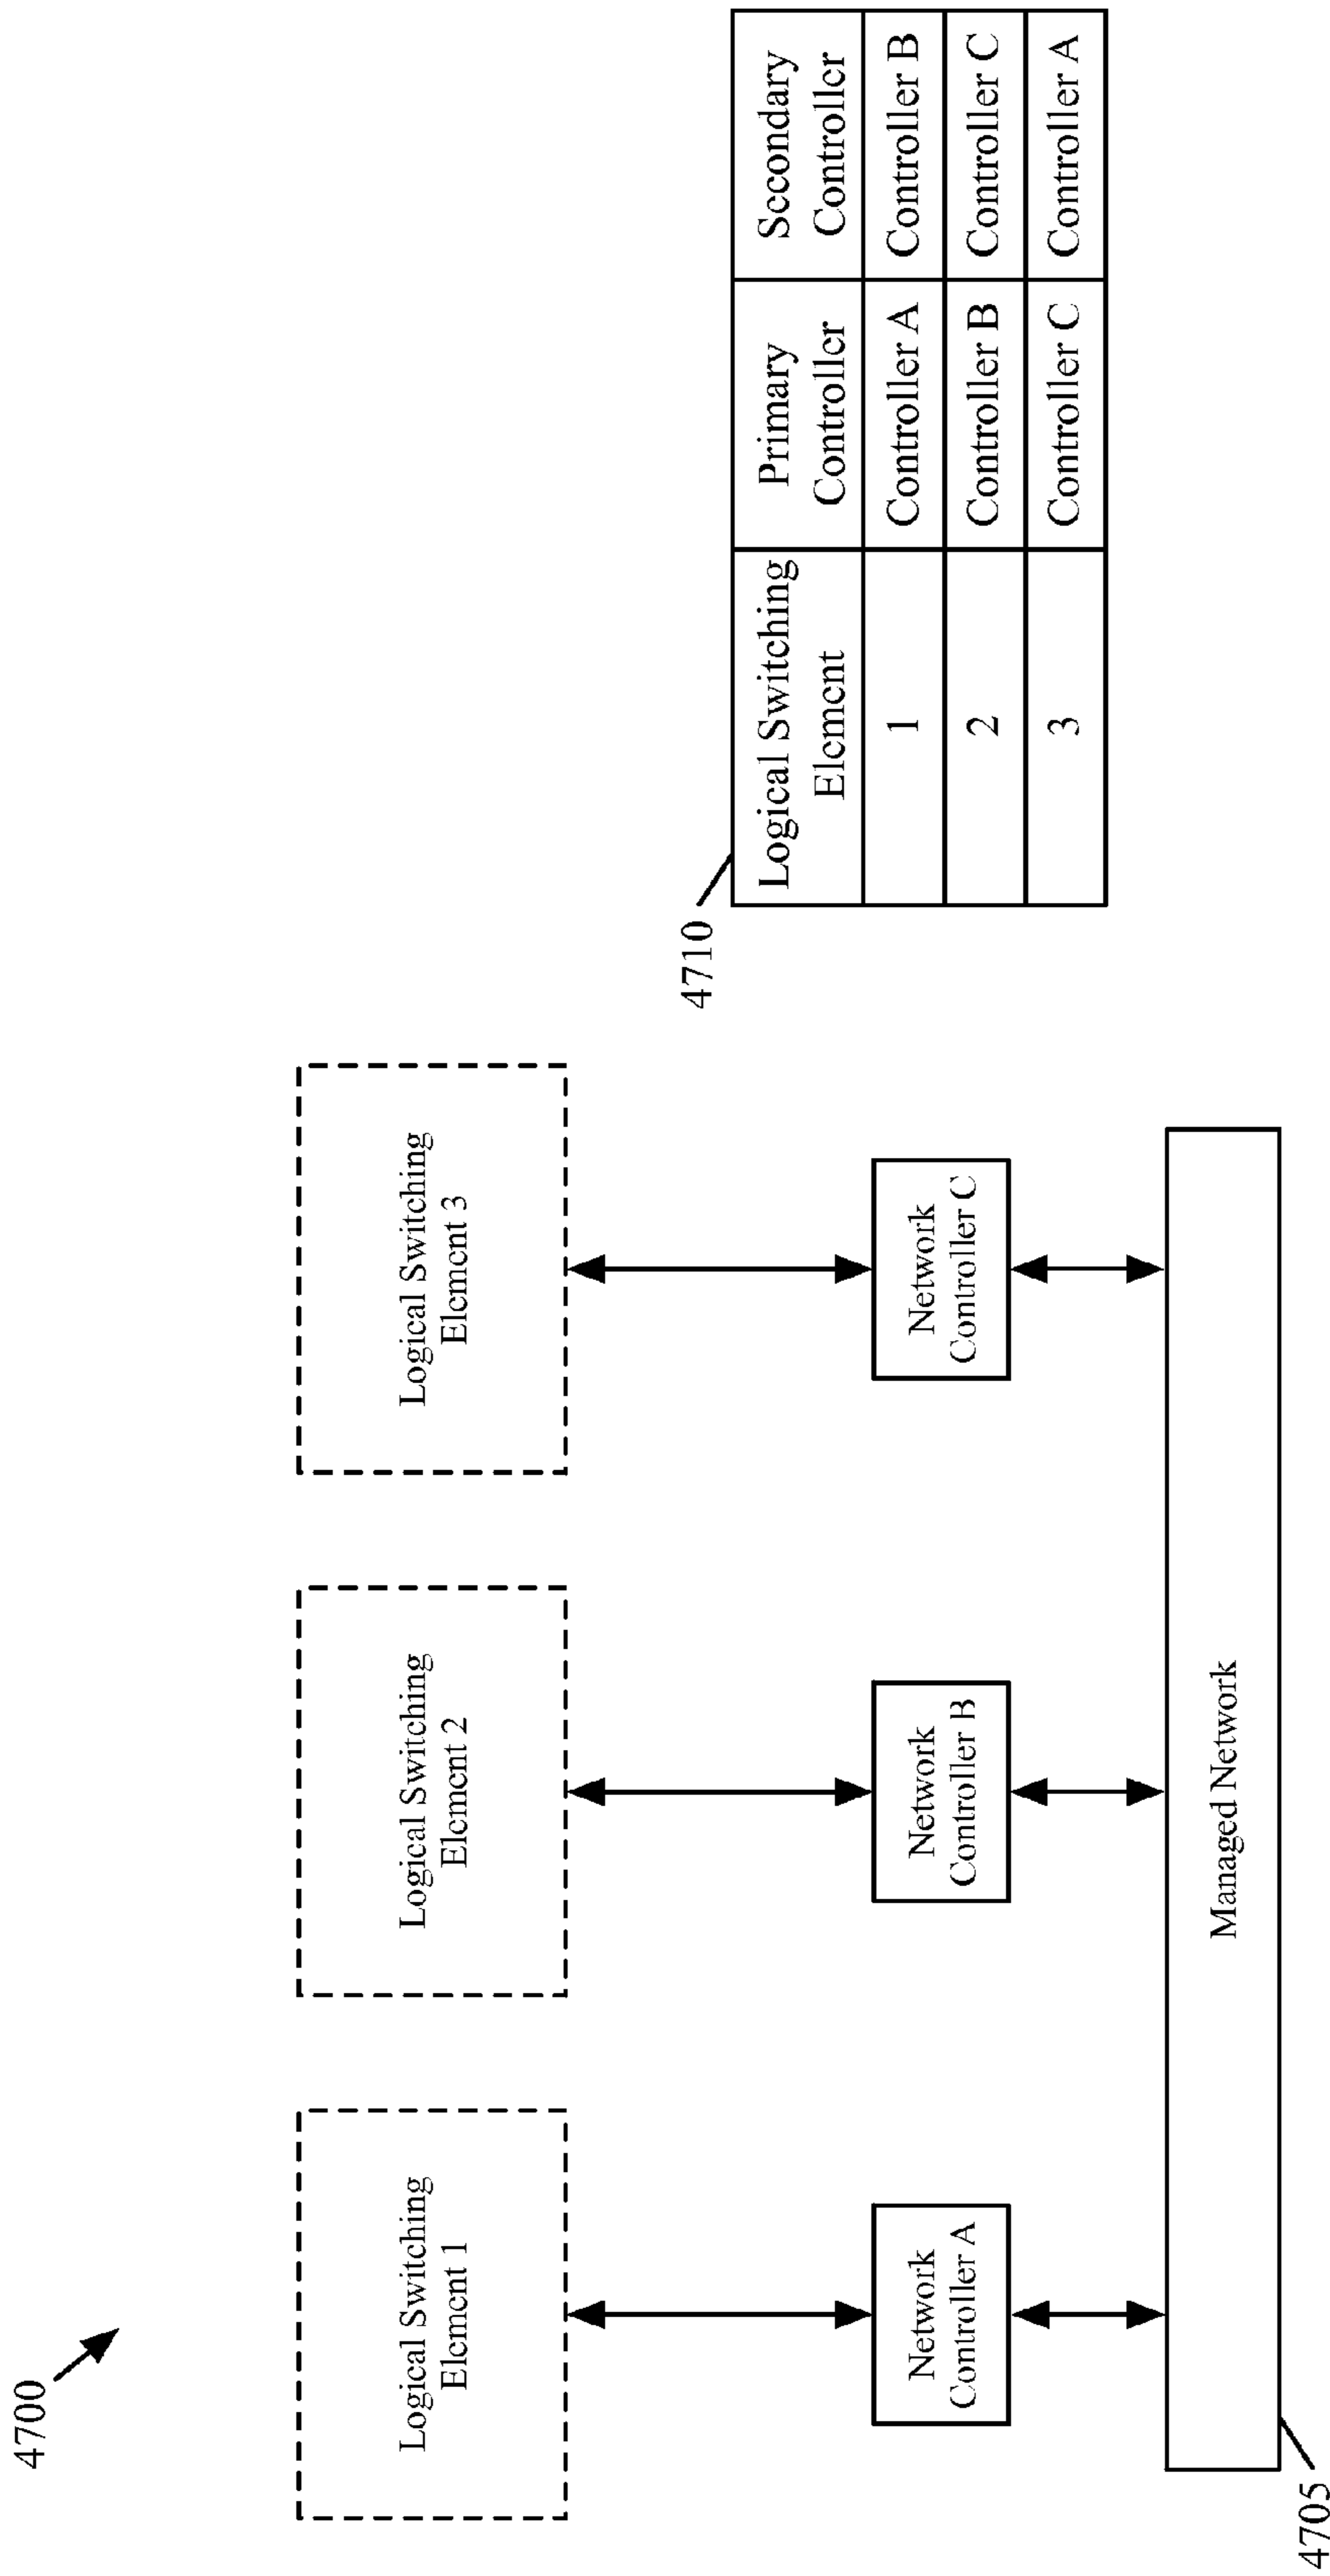 4700
Logical Switching
Element 1
Logical Switching
Element 2
Logical Switching
Element 3
Network
Controller A
Network
Controller B
Network
Controller C
Managed Network
4705
4710
Logical Switching
Element
Primary
Controller
Secondary
Controller
1
Controller A
Controller B
2
Controller B
Controller C
3
Controller C
Controller A